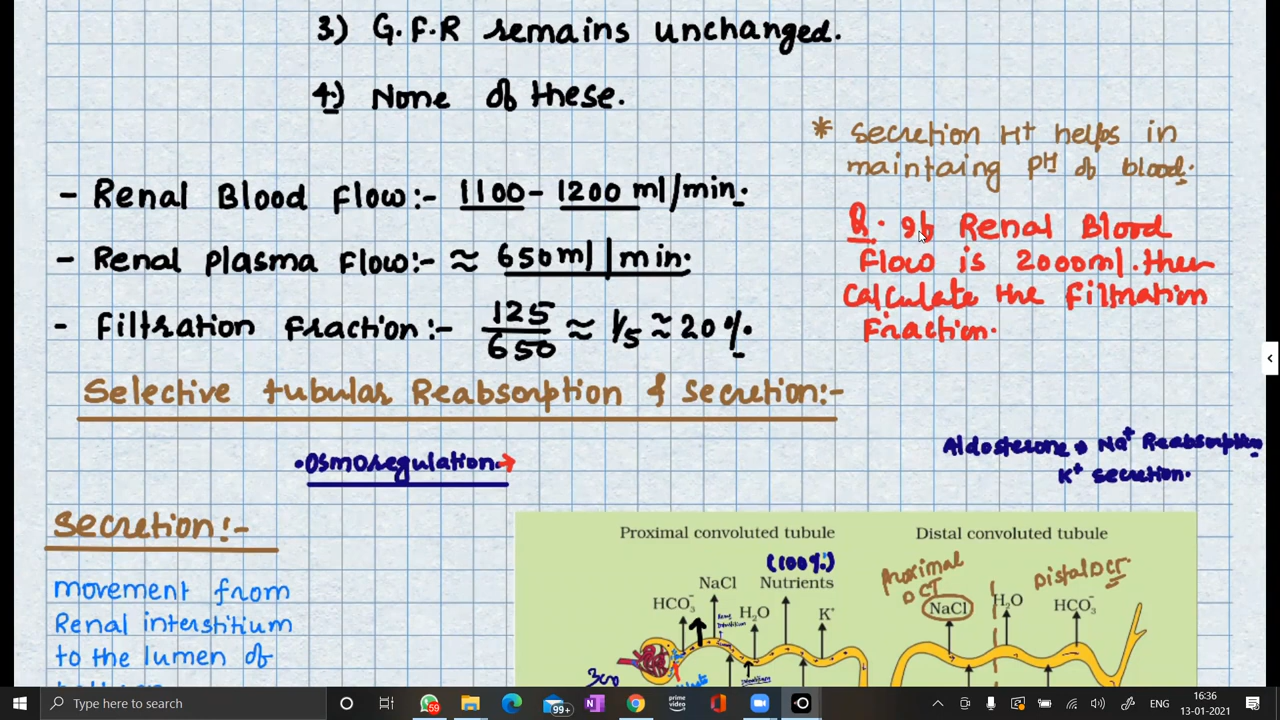 3.) G.F.R remains unchanged.
4.) None of these.
* Secretion H+ helps in
maintaing PH of blood.
- Renal Blood Flow:- 1100-1200 ml/min.
Q. If Renal Blood
Flow is 2000ml. then
Calculate the Filtration
Fraction.
- Renal Plasma Flow:- ≈ 650ml/min.
- Filtration Fraction:- 125/650 ≈ 1/5 ≈ 20%.
Selective tubular Reabsorption & Secretion:-
Aldosterone → Na+ Reabsorption
K+ secretion.
• Osmoregulation →
Secretion:-
movement from
Renal interstitium
to the lumen of
Proximal convoluted tubule
Distal convoluted tubule
(100%)
Proximal
DCT
Distal DCT
NaCl
Nutrients
HCO3-
H2O
K+
NaCl
H2O
HCO3-
Type here to search
59
99+
prime video
ENG
16:36
13-01-2021